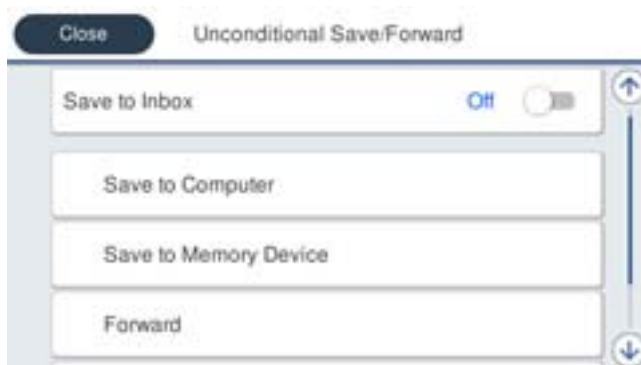 Close
Unconditional Save/Forward
Save to Inbox Off
Save to Computer
Save to Memory Device
Forward